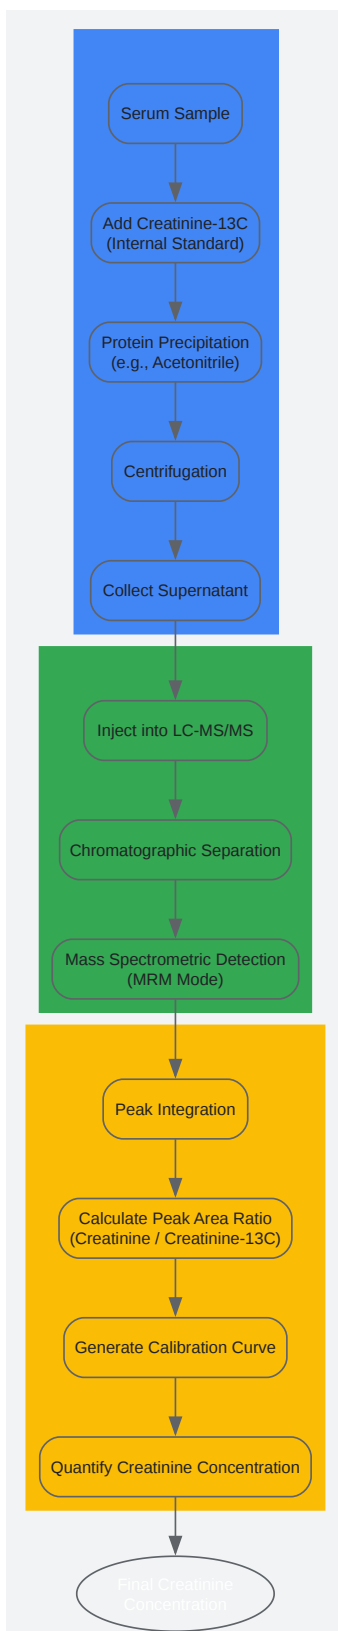 Serum Sample
Add Creatinine-13C
(Internal Standard)
Protein Precipitation
(e.g., Acetonitrile)
Centrifugation
Collect Supernatant
Inject into LC-MS/MS
Chromatographic Separation
Mass Spectrometric Detection
(MRM Mode)
Peak Integration
Calculate Peak Area Ratio
(Creatinine / Creatinine-13C)
Generate Calibration Curve
Quantify Creatinine Concentration
Final Creatinine
Concentration